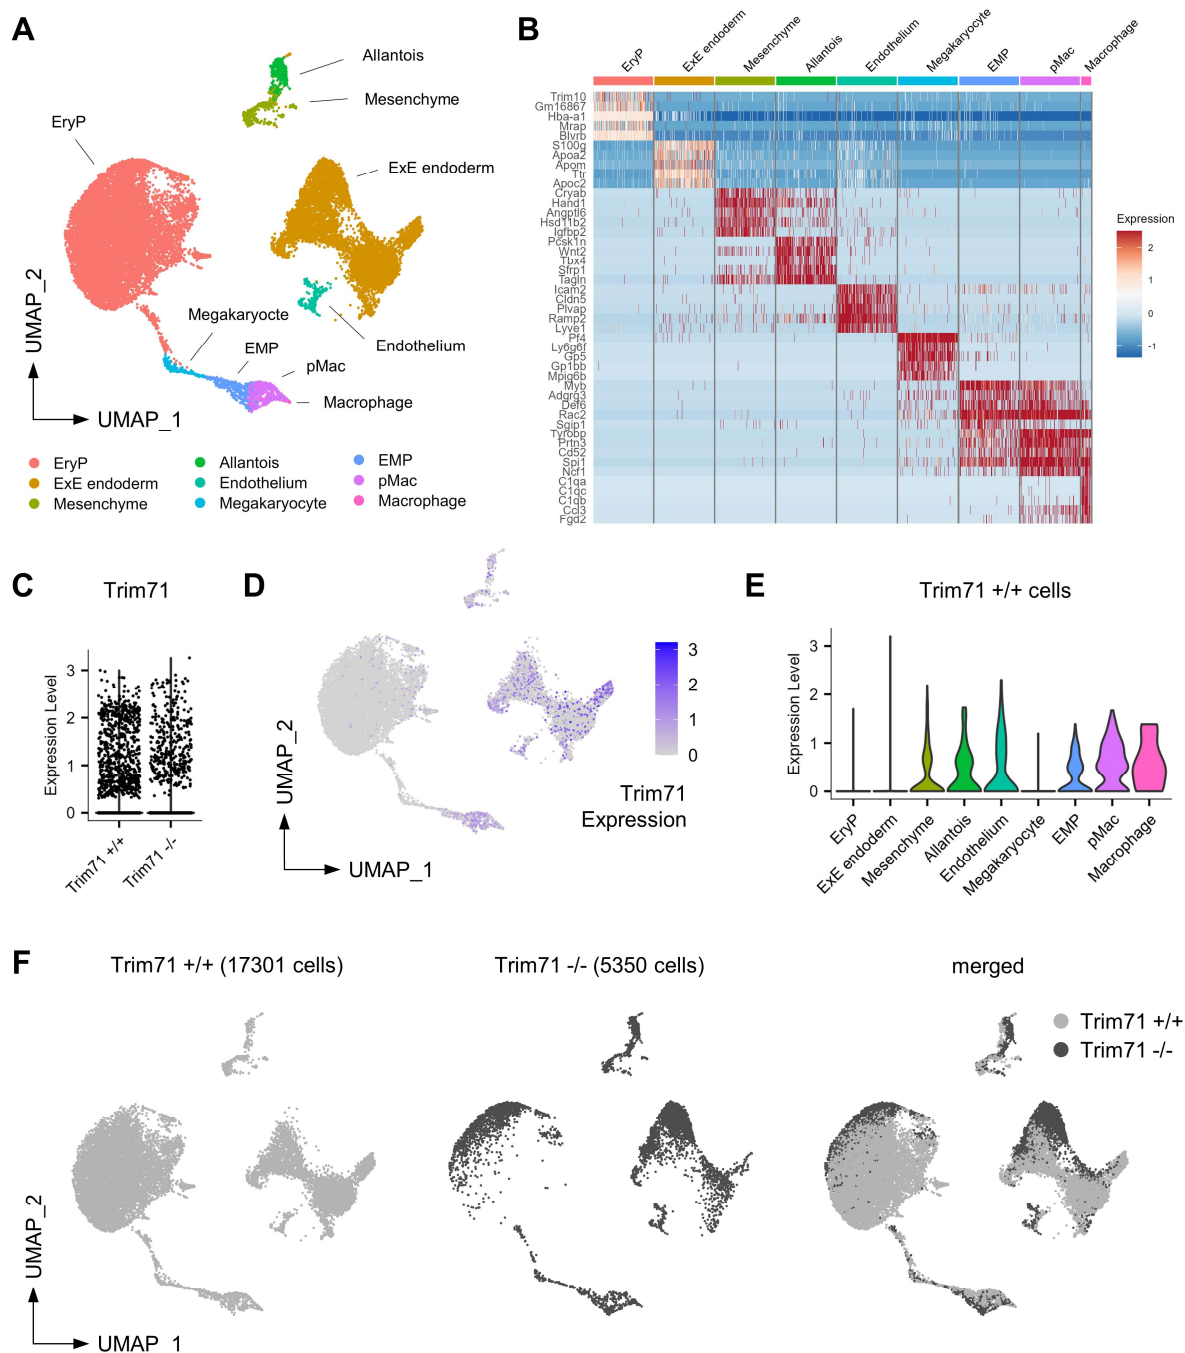 A
Allantois
Mesenchyme
EryP
ExE endoderm
Megakaryocte
EMP
Endothelium
pMac
Macrophage
UMAP_2
UMAP_1
EryP
ExE endoderm
Mesenchyme
Allantois
Endothelium
Megakaryocyte
EMP
pMac
Macrophage
B
EryP
ExE endoderm
Mesenchyme
Allantois
Endothelium
Megakaryocyte
EMP
pMac
Macrophage
Trim10
Gm16867
Hba-a1
Mrap
Blvrb
S100g
Apoa2
Apom
Ttr
Apoc2
Cryab
Hand1
Angptl6
Hsd11b2
Igfbp2
Pcsk1n
Wnt2
Tbx4
Sfrp1
Tagln
Icam2
Cldn5
Plvap
Ramp2
Lyve1
Pf4
Ly6g6f
Gp5
Gp1bb
Mpig6b
Myb
Adgrg3
Def6
Rac2
Sgip1
Tyrobp
Prtn3
Cd52
Spi1
Ncf1
C1qa
C1qc
C1qb
Ccl3
Fgd2
Expression
2
1
0
-1
C
Trim71
Expression Level
3
2
1
0
Trim71 +/+
Trim71 -/-
D
3
2
1
0
Trim71
Expression
UMAP_2
UMAP_1
E
Trim71 +/+ cells
Expression Level
3
2
1
0
EryP
ExE endoderm
Mesenchyme
Allantois
Endothelium
Megakaryocyte
EMP
pMac
Macrophage
F
Trim71 +/+ (17301 cells)
Trim71 -/- (5350 cells)
merged
Trim71 +/+
Trim71 -/-
UMAP_2
UMAP_1